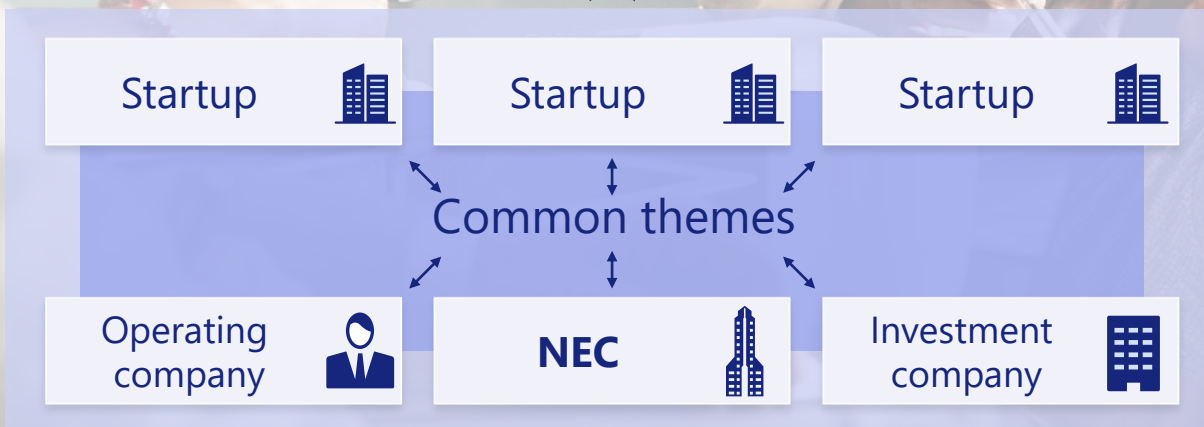 Startup
Startup
Startup
Common themes
Operating
company
NEC
Investment
company